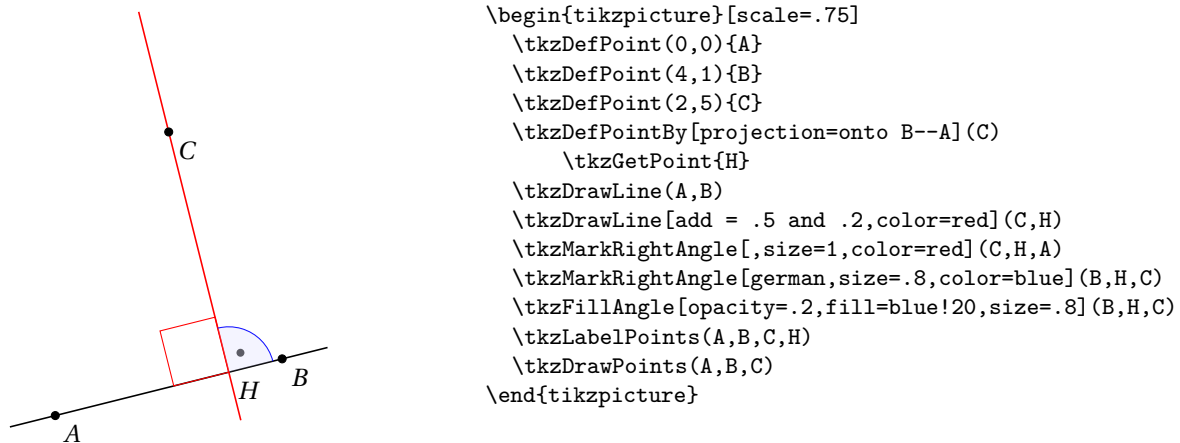 C
H
B
A
\begin{tikzpicture}[scale=.75]
\tkzDefPoint(0,0){A}
\tkzDefPoint(4,1){B}
\tkzDefPoint(2,5){C}
\tkzDefPointBy[projection=onto B--A](C)
\tkzGetPoint{H}
\tkzDrawLine(A,B)
\tkzDrawLine[add = .5 and .2,color=red](C,H)
\tkzMarkRightAngle[,size=1,color=red](C,H,A)
\tkzMarkRightAngle[german,size=.8,color=blue](B,H,C)
\tkzFillAngle[opacity=.2,fill=blue!20,size=.8](B,H,C)
\tkzLabelPoints(A,B,C,H)
\tkzDrawPoints(A,B,C)
\end{tikzpicture}